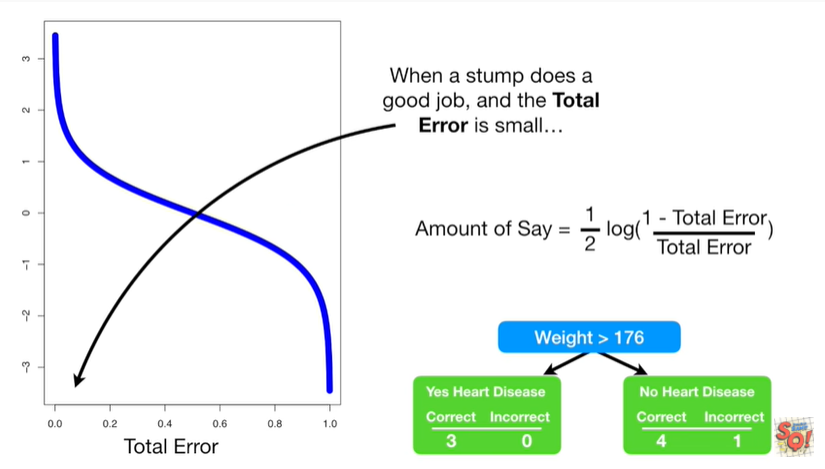 3
2
1
0
-1
-2
-3
0.0 0.2 0.4 0.6 0.8 1.0
Total Error
When a stump does a
good job, and the Total
Error is small...
Amount of Say = 1/2 log((1 - Total Error)/Total Error)
Weight > 176
Yes Heart Disease
Correct Incorrect
3 0
No Heart Disease
Correct Incorrect
4 1
SQ!